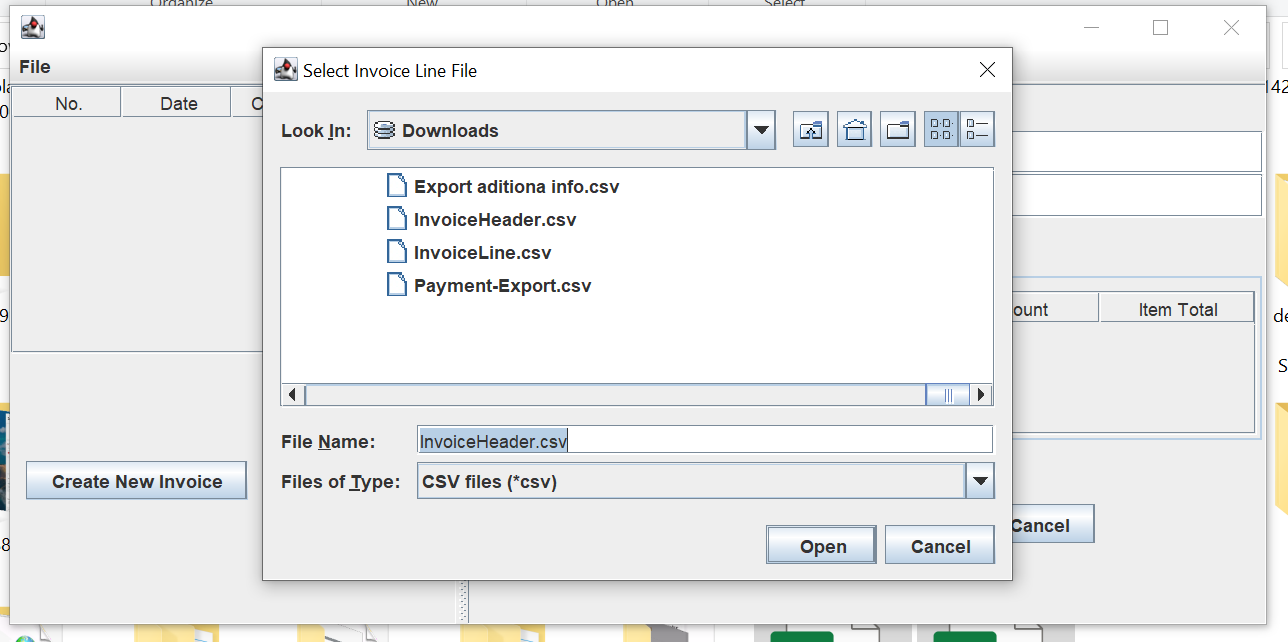 Organize New Open Select
File
No. Date C
Select Invoice Line File
Look In: Downloads
Export aditiona info.csv
InvoiceHeader.csv
InvoiceLine.csv
Payment-Export.csv
File Name: InvoiceHeader.csv
Files of Type: CSV files (*csv)
Open Cancel
ount Item Total
Create New Invoice
Cancel
142
de
S